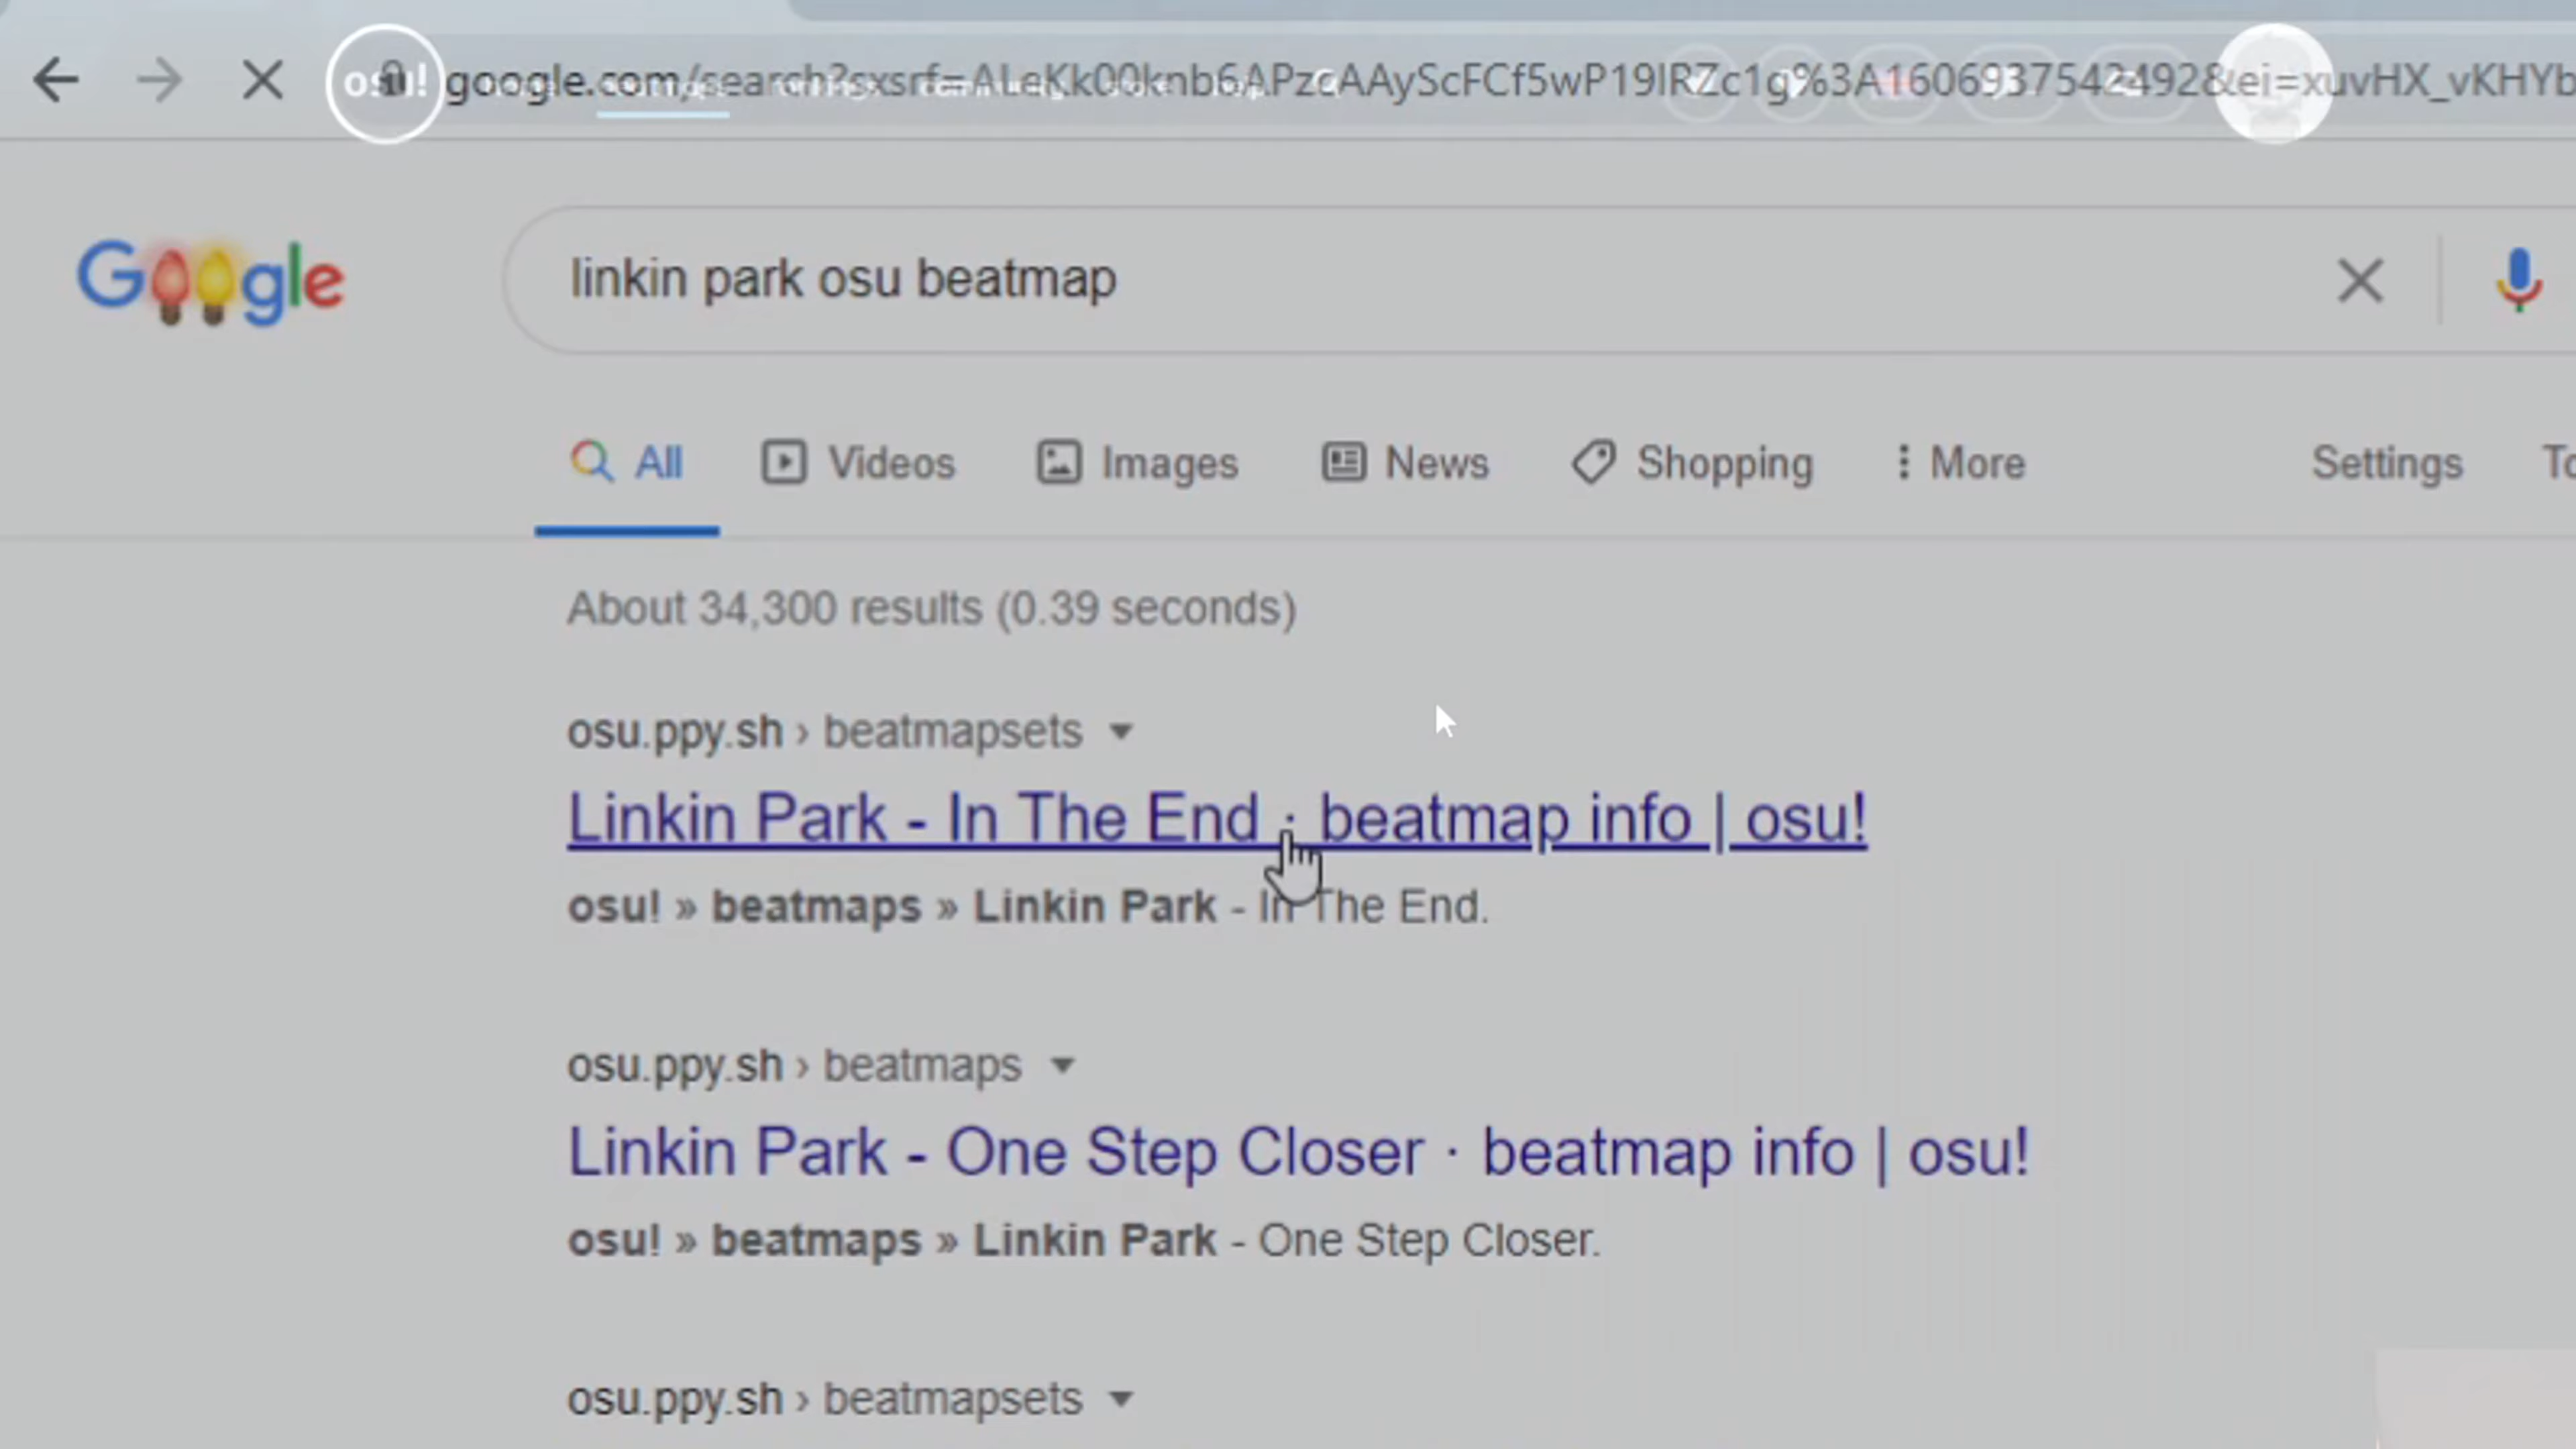 osu! google.com/search?sxsrf=ALeKk00knb6APzcAAyScFCf5wP19lRZc1g%3A1606937542492&ei=xuvHX_vKHYb
Google
linkin park osu beatmap
All Videos Images News Shopping More Settings
About 34,300 results (0.39 seconds)
osu.ppy.sh › beatmapsets
Linkin Park - In The End · beatmap info | osu!
osu! » beatmaps » Linkin Park - In The End.
osu.ppy.sh › beatmaps
Linkin Park - One Step Closer · beatmap info | osu!
osu! » beatmaps » Linkin Park - One Step Closer.
osu.ppy.sh › beatmapsets